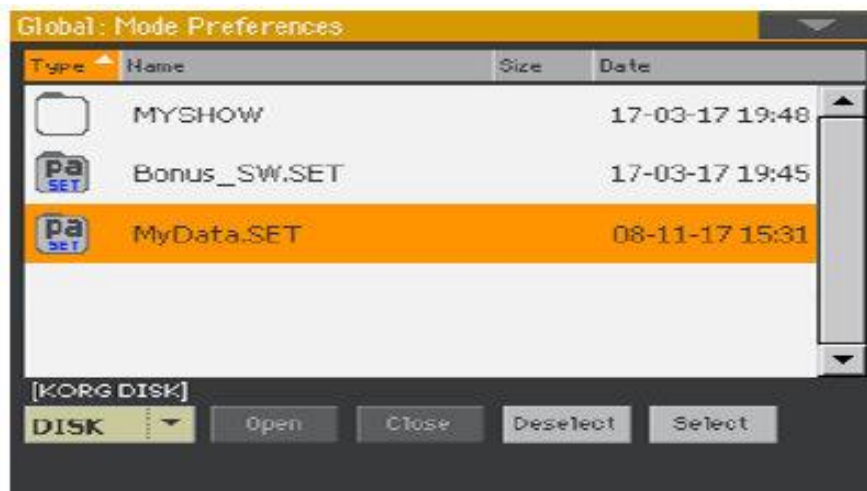 Global: Mode Preferences
Type Name Size Date
MYSHOW 17-03-17 19:48
Pa SET Bonus_SW.SET 17-03-17 19:45
Pa SET MyData.SET 08-11-17 15:31
[KORG DISK]
DISK Open Close Deselect Select